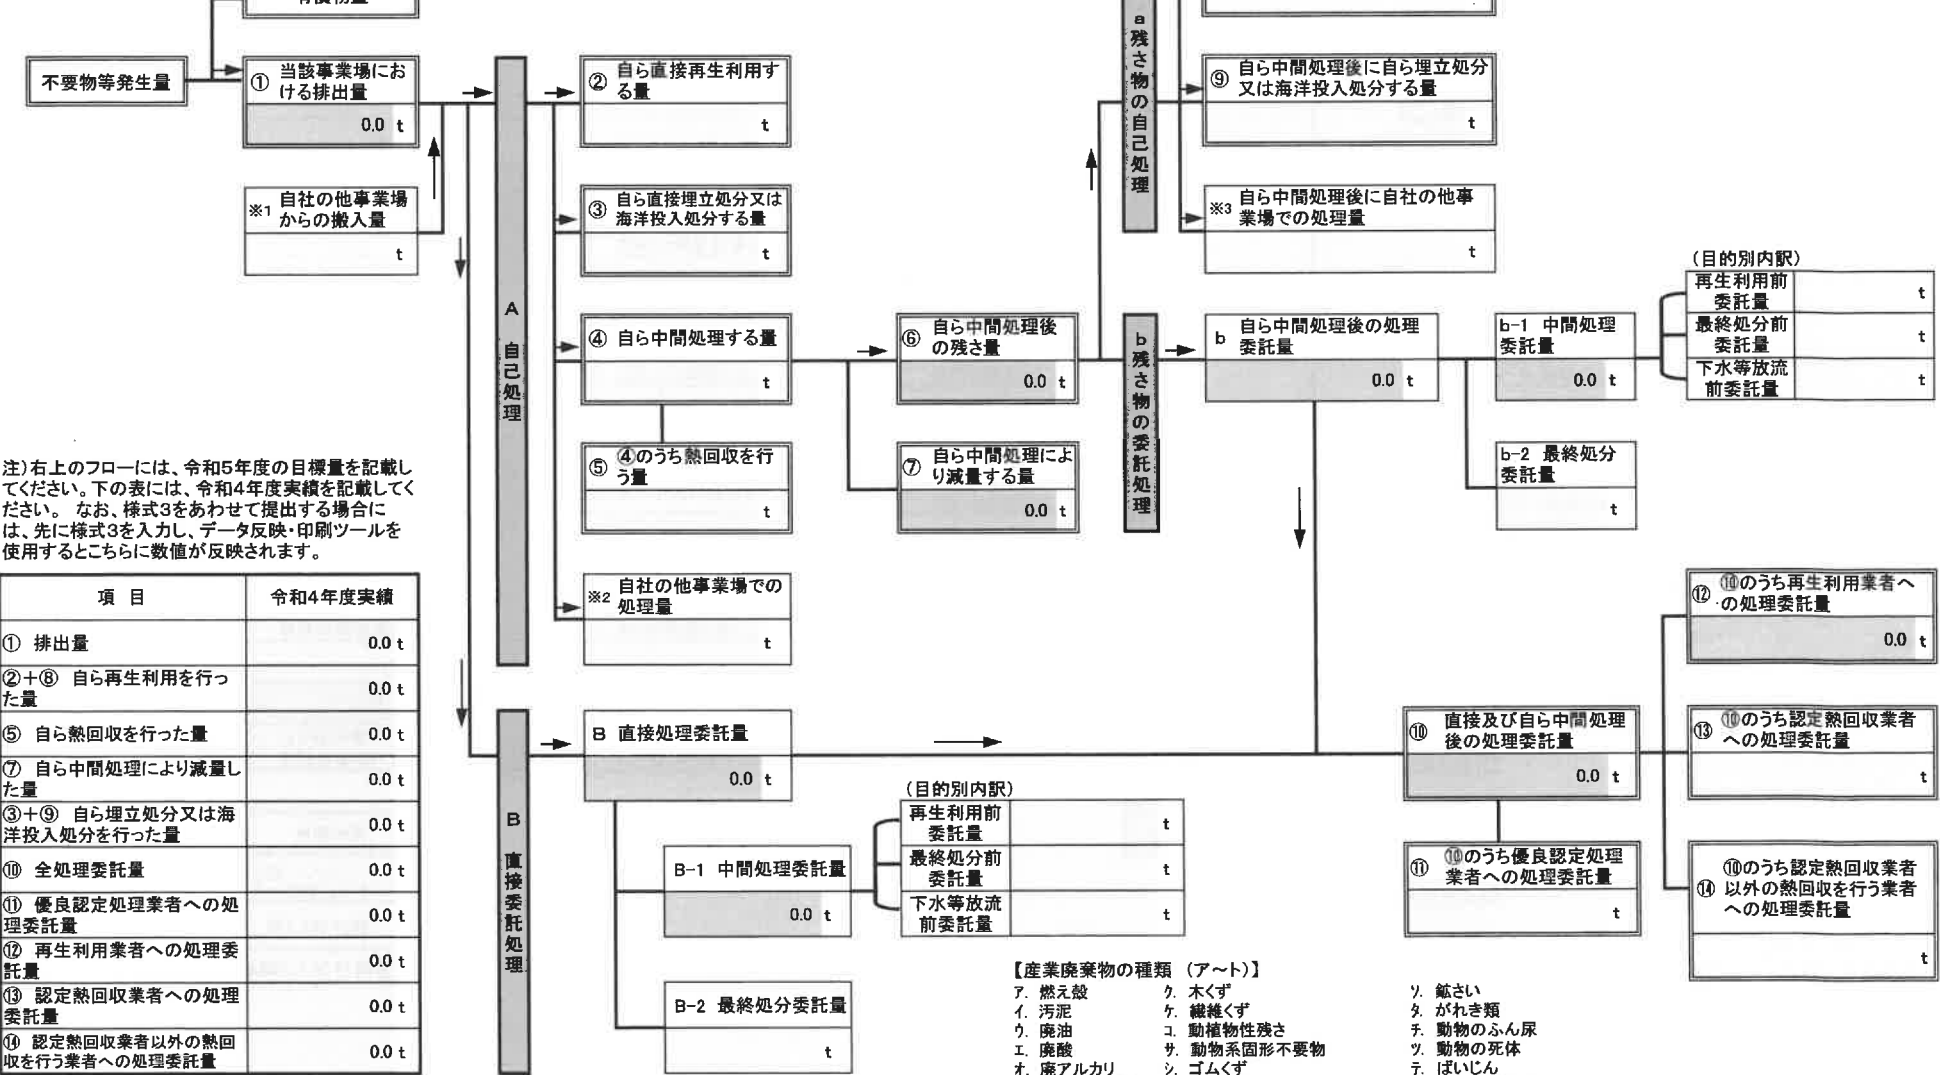 有償物量
不要物等発生量
① 当該事業場にお
ける排出量
0.0 t
※1 自社の他事業場
からの搬入量
t
A 自己処理
② 自ら直接再生利用す
る量
t
③ 自ら直接埋立処分又は
海洋投入処分する量
t
④ 自ら中間処理する量
t
⑤ ④のうち熱回収を行
う量
t
※2 自社の他事業場での
処理量
t
⑥ 自ら中間処理後
の残さ量
0.0 t
⑦ 自ら中間処理によ
り減量する量
0.0 t
a 残さ物の自己処理
⑨ 自ら中間処理後に自ら埋立処分
又は海洋投入処分する量
t
※3 自ら中間処理後に自社の他事
業場での処理量
t
b 残さ物の委託処理
b 自ら中間処理後の処理
委託量
0.0 t
b-1 中間処理
委託量
0.0 t
(目的別内訳)
再生利用前
委託量 t
最終処分前
委託量 t
下水等放流
前委託量 t
b-2 最終処分
委託量
t
注)右上のフローには、令和5年度の目標量を記載し
てください。下の表には、令和4年度実績を記載してく
ださい。 なお、様式3をあわせて提出する場合に
は、先に様式3を入力し、データ反映・印刷ツールを
使用するとこちらに数値が反映されます。
項 目 令和4年度実績
① 排出量 0.0 t
②+⑧ 自ら再生利用を行っ
た量 0.0 t
⑤ 自ら熱回収を行った量 0.0 t
⑦ 自ら中間処理により減量し
た量 0.0 t
③+⑨ 自ら埋立処分又は海
洋投入処分を行った量 0.0 t
⑩ 全処理委託量 0.0 t
⑪ 優良認定処理業者への処
理委託量 0.0 t
⑫ 再生利用業者への処理委
託量 0.0 t
⑬ 認定熱回収業者への処理
委託量 0.0 t
⑭ 認定熱回収業者以外の熱回
収を行う業者への処理委託量 0.0 t
B 直接委託処理
B 直接処理委託量
0.0 t
B-1 中間処理委託量
0.0 t
(目的別内訳)
再生利用前
委託量 t
最終処分前
委託量 t
下水等放流
前委託量 t
B-2 最終処分委託量
t
⑩ 直接及び自ら中間処理
後の処理委託量
0.0 t
⑪ ⑩のうち優良認定処理
業者への処理委託量
t
⑫ ⑩のうち再生利用業者へ
の処理委託量
0.0 t
⑬ ⑩のうち認定熱回収業者
への処理委託量
t
⑭ ⑩のうち認定熱回収業者
以外の熱回収を行う業者
への処理委託量
t
【産業廃棄物の種類 (ア~ト)】
ア. 燃え殻 ク. 木くず ソ. 鉱さい
イ. 汚泥 ケ. 繊維くず タ. がれき類
ウ. 廃油 コ. 動植物性残さ チ. 動物のふん尿
エ. 廃酸 サ. 動物系固形不要物 ツ. 動物の死体
オ. 廃アルカリ シ. ゴムくず テ. ばいじん